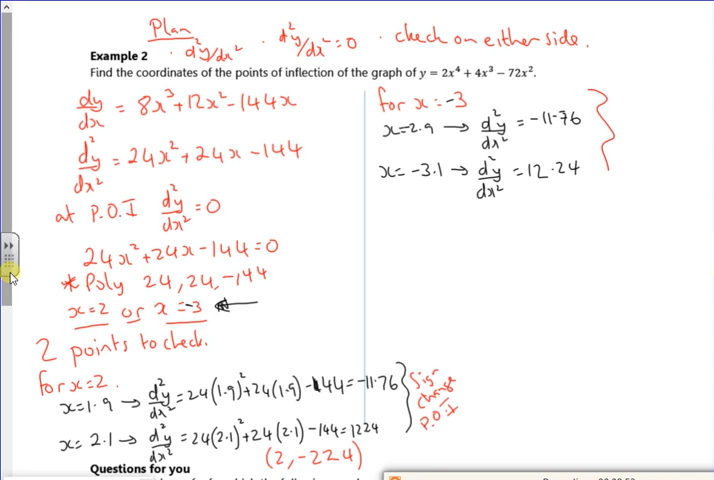 Plan
· d²y/dx² · d²y/dx² = 0 · check on either side.
Example 2
Find the coordinates of the points of inflection of the graph of y = 2x⁴ + 4x³ − 72x².
dy/dx = 8x³ + 12x² − 144x
d²y/dx² = 24x² + 24x − 144
at P.O.I d²y/dx² = 0
24x² + 24x − 144 = 0
* Poly 24, 24, −144
x = 2 or x = −3 ←
2 points to check.
for x = 2.
x = 1.9 → d²y/dx² = 24(1.9)² + 24(1.9) − 144 = −11.76
x = 2.1 → d²y/dx² = 24(2.1)² + 24(2.1) − 144 = 1224
Sign
change
P.O.I
(2, −224)
for x = −3
x = 2.9 → d²y/dx² = −11.76
x = −3.1 → d²y/dx² = 12.24
Questions for you